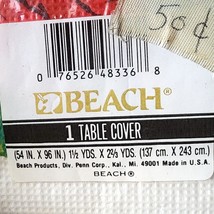 50¢
0 76526 48336 8
BEACH®
1 TABLE COVER
(54 IN. X 96 IN.) 1½ YDS. X 2⅔ YDS. (137 cm. X 243 cm.)
Beach Products, Div. Penn Corp., Kal., Mi. 49001 Made in U.S.A.
BEACH®